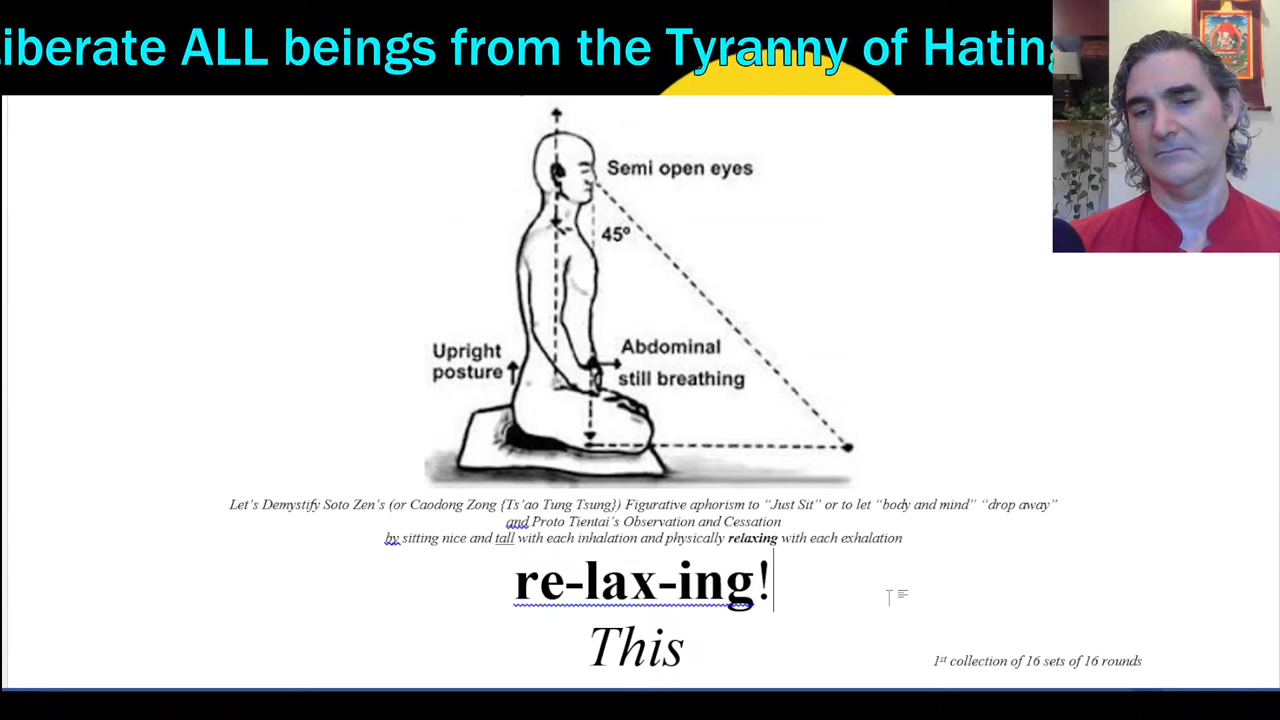 iberate ALL beings from the Tyranny of Hating
Semi open eyes
45º
Upright
posture
Abdominal
still breathing
Let's Demystify Soto Zen's (or Caodong Zong {Ts'ao Tung Tsung}) Figurative aphorism to “Just Sit” or to let “body and mind” “drop away”
and Proto Tientai's Observation and Cessation
by sitting nice and tall with each inhalation and physically relaxing with each exhalation
re-lax-ing!
This
1st collection of 16 sets of 16 rounds